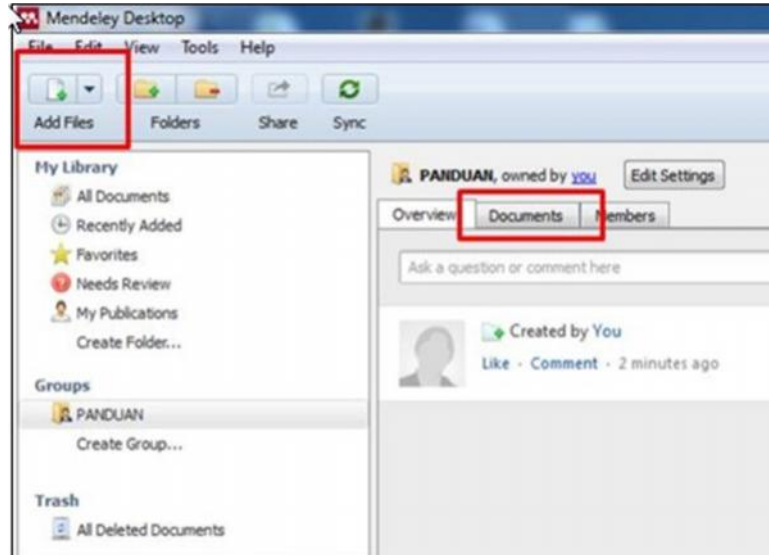 Mendeley Desktop
File Edit View Tools Help
Add Files Folders Share Sync
My Library
All Documents
Recently Added
Favorites
Needs Review
My Publications
Create Folder...
Groups
PANDUAN
Create Group...
Trash
All Deleted Documents
PANDUAN, owned by you Edit Settings
Overview Documents Members
Ask a question or comment here
Created by You
Like · Comment · 2 minutes ago